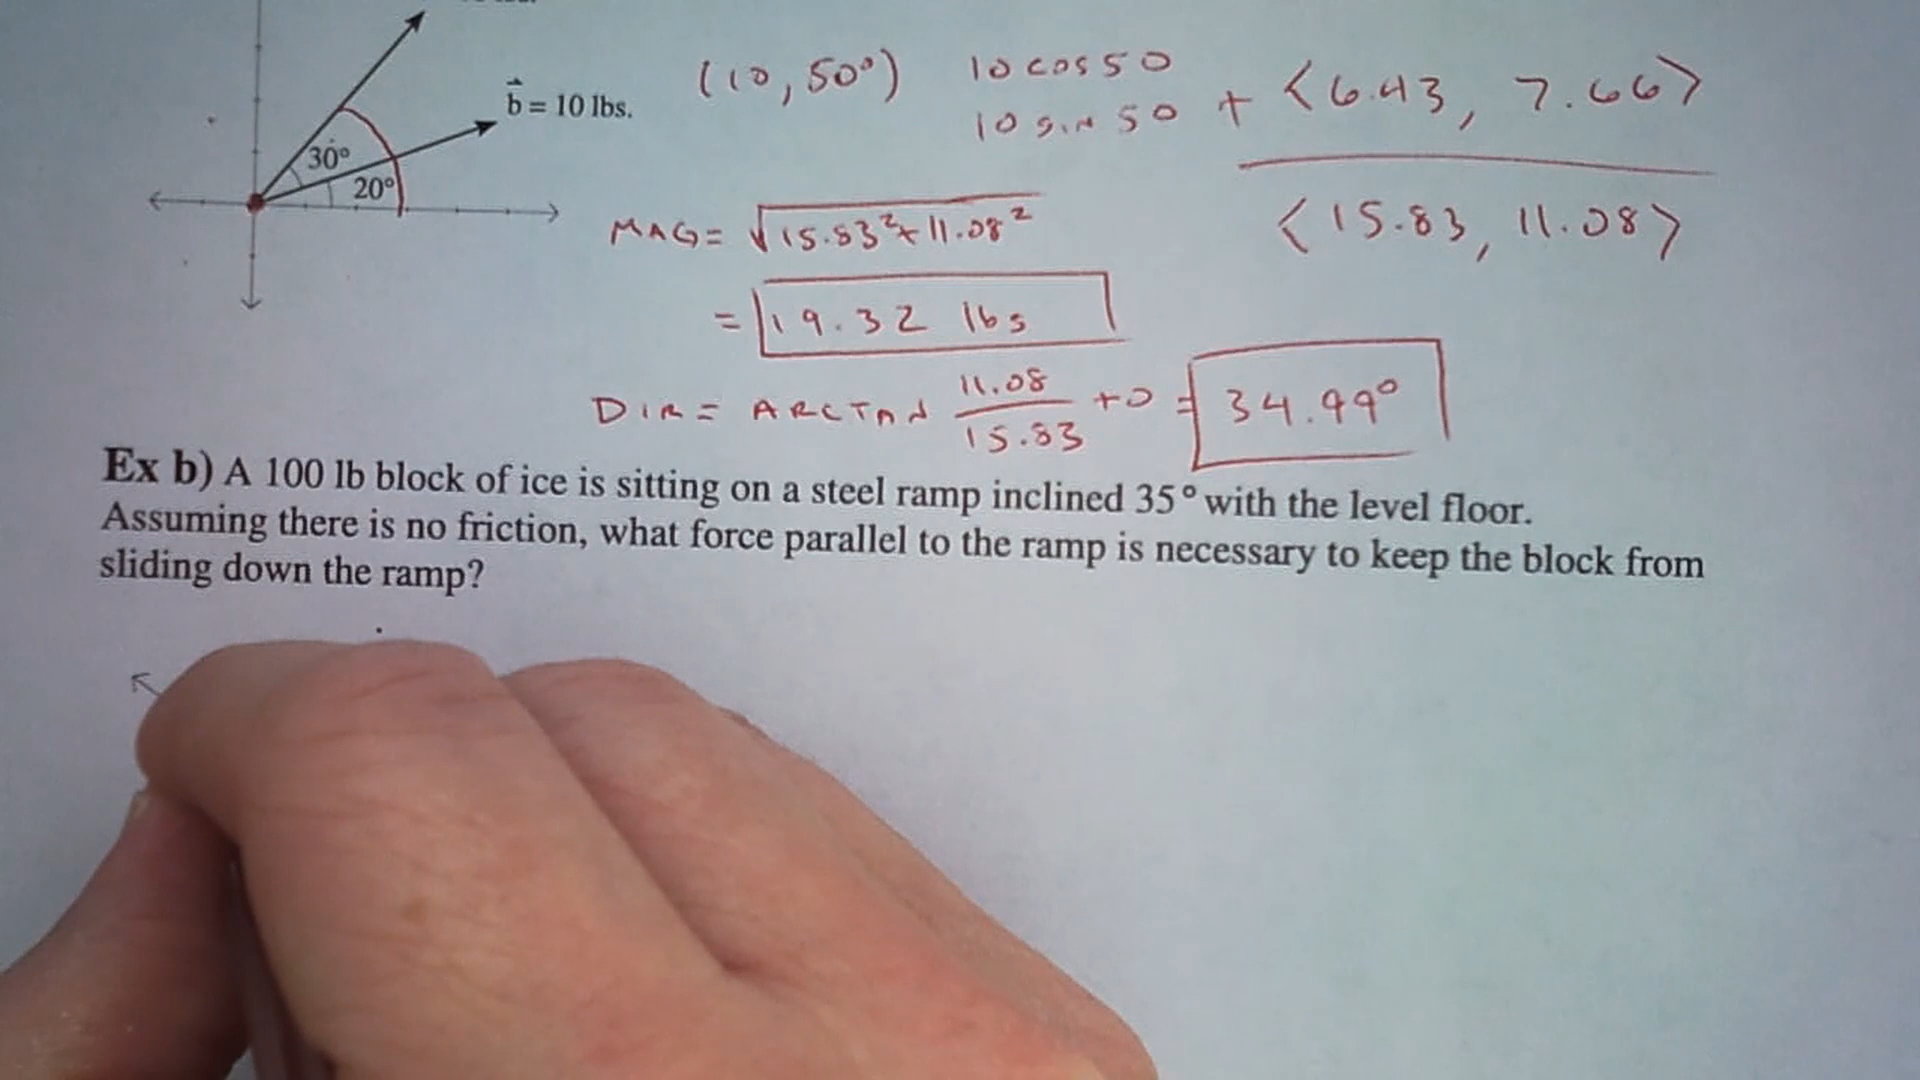 (10, 50°) 10 cos 50
10 sin 50 + <6.43, 7.66>
b = 10 lbs.
30°
20°
<15.83, 11.08>
MAG = √15.83² + 11.08²
= 19.32 lbs
DIR = ARCTAN 11.08/15.83 + 0 = 34.99°
Ex b) A 100 lb block of ice is sitting on a steel ramp inclined 35° with the level floor.
Assuming there is no friction, what force parallel to the ramp is necessary to keep the block from
sliding down the ramp?